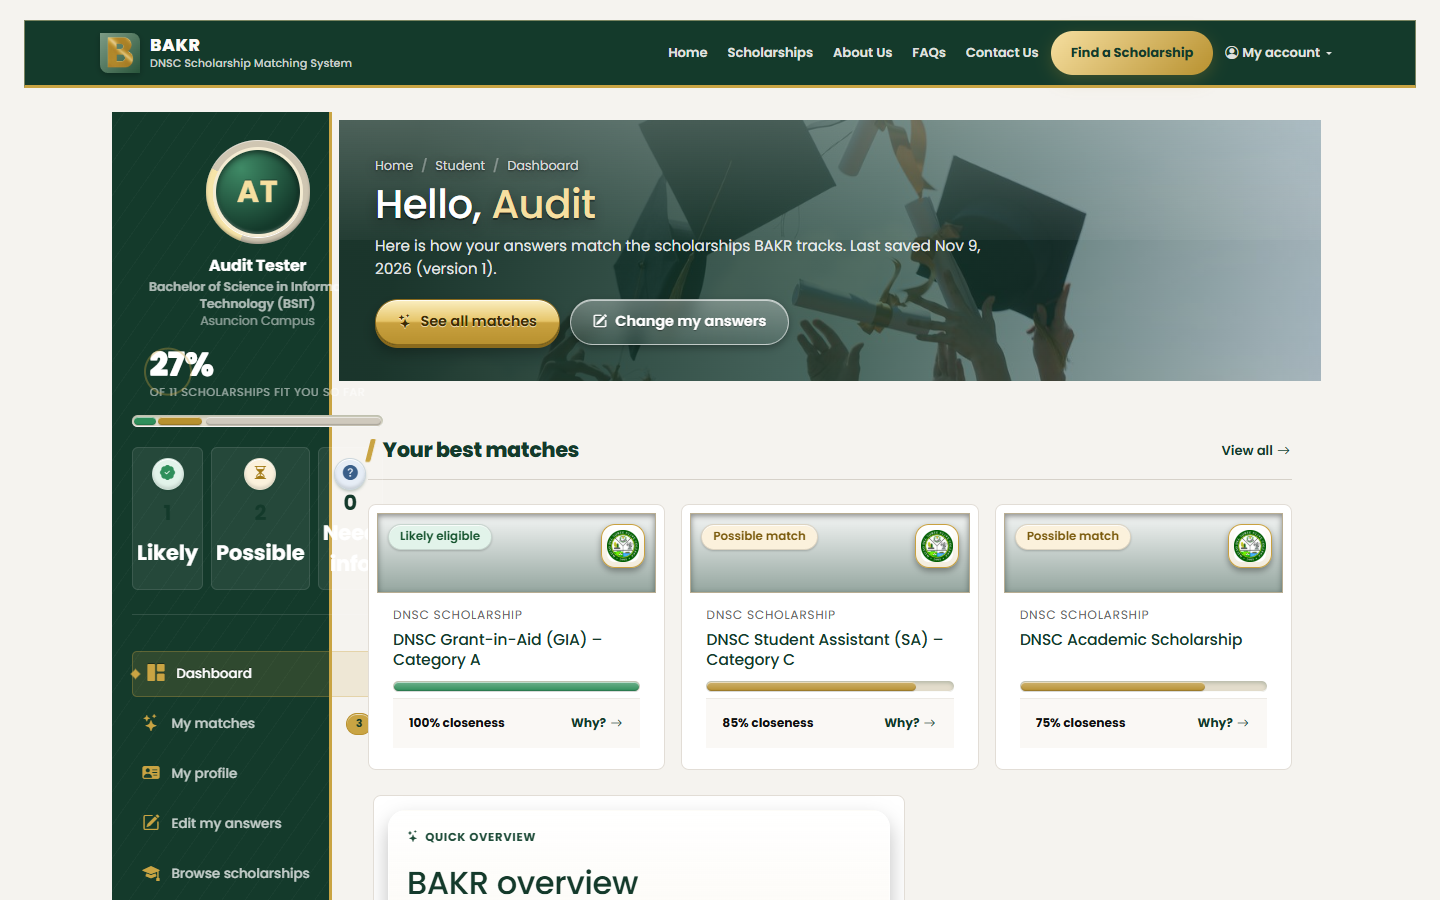 B
BAKR
DNSC Scholarship Matching System
Home
Scholarships
About Us
FAQs
Contact Us
Find a Scholarship
My account
AT
Audit Tester
Bachelor of Science in Inform
Technology (BSIT)
Asuncion Campus
27%
OF 11 SCHOLARSHIPS FIT YOU SO FAR
1
Likely
2
Possible
?
0
Need
info
Dashboard
My matches
3
My profile
Edit my answers
Browse scholarships
Home / Student / Dashboard
Hello, Audit
Here is how your answers match the scholarships BAKR tracks. Last saved Nov 9,
2026 (version 1).
See all matches
Change my answers
Your best matches
View all →
Likely eligible
DNSC SCHOLARSHIP
DNSC Grant-in-Aid (GIA) –
Category A
100% closeness
Why? →
Possible match
DNSC SCHOLARSHIP
DNSC Student Assistant (SA) –
Category C
85% closeness
Why? →
Possible match
DNSC SCHOLARSHIP
DNSC Academic Scholarship
75% closeness
Why? →
QUICK OVERVIEW
BAKR overview